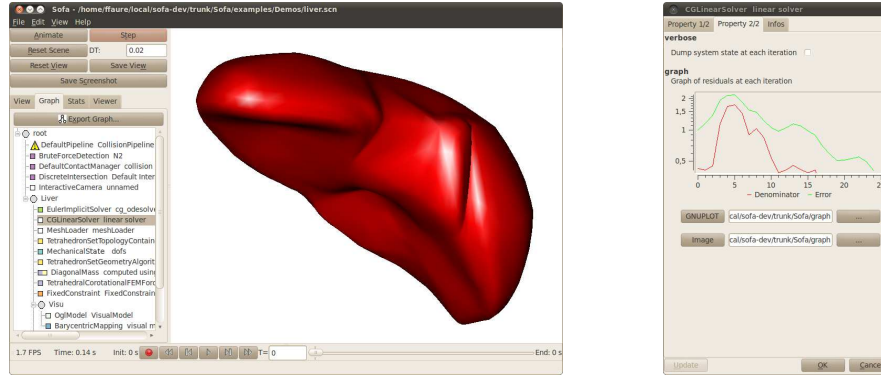 Sofa - /home/ffaure/local/sofa-dev/trunk/Sofa/examples/Demos/liver.scn
File Edit View Help
Animate Step
Reset Scene DT: 0.02
Reset View Save View
Save Screenshot
View Graph Stats Viewer
Export Graph...
root
DefaultPipeline CollisionPipeline
BruteForceDetection N2
DefaultContactManager collision
DiscreteIntersection Default Inter
InteractiveCamera unnamed
Liver
EulerImplicitSolver cg_odesolv
CGLinearSolver linear solver
MeshLoader meshLoader
TetrahedronSetTopologyContain
MechanicalState dofs
TetrahedronSetGeometryAlgorit
DiagonalMass computed using
TetrahedralCorotationalFEMForc
FixedConstraint FixedConstrain
Visu
OglModel VisualModel
BarycentricMapping visual m
1.7 FPS Time: 0.14 s Init: 0 s T= 0 End: 0 s
CGLinearSolver linear solver
Property 1/2 Property 2/2 Infos
verbose
Dump system state at each iteration
graph
Graph of residuals at each iteration
2
1,5
1
0,5
0 5 10 15 20 2
Denominator Error
GNUPLOT cal/sofa-dev/trunk/Sofa/graph ...
Image cal/sofa-dev/trunk/Sofa/graph ...
Update OK Cance